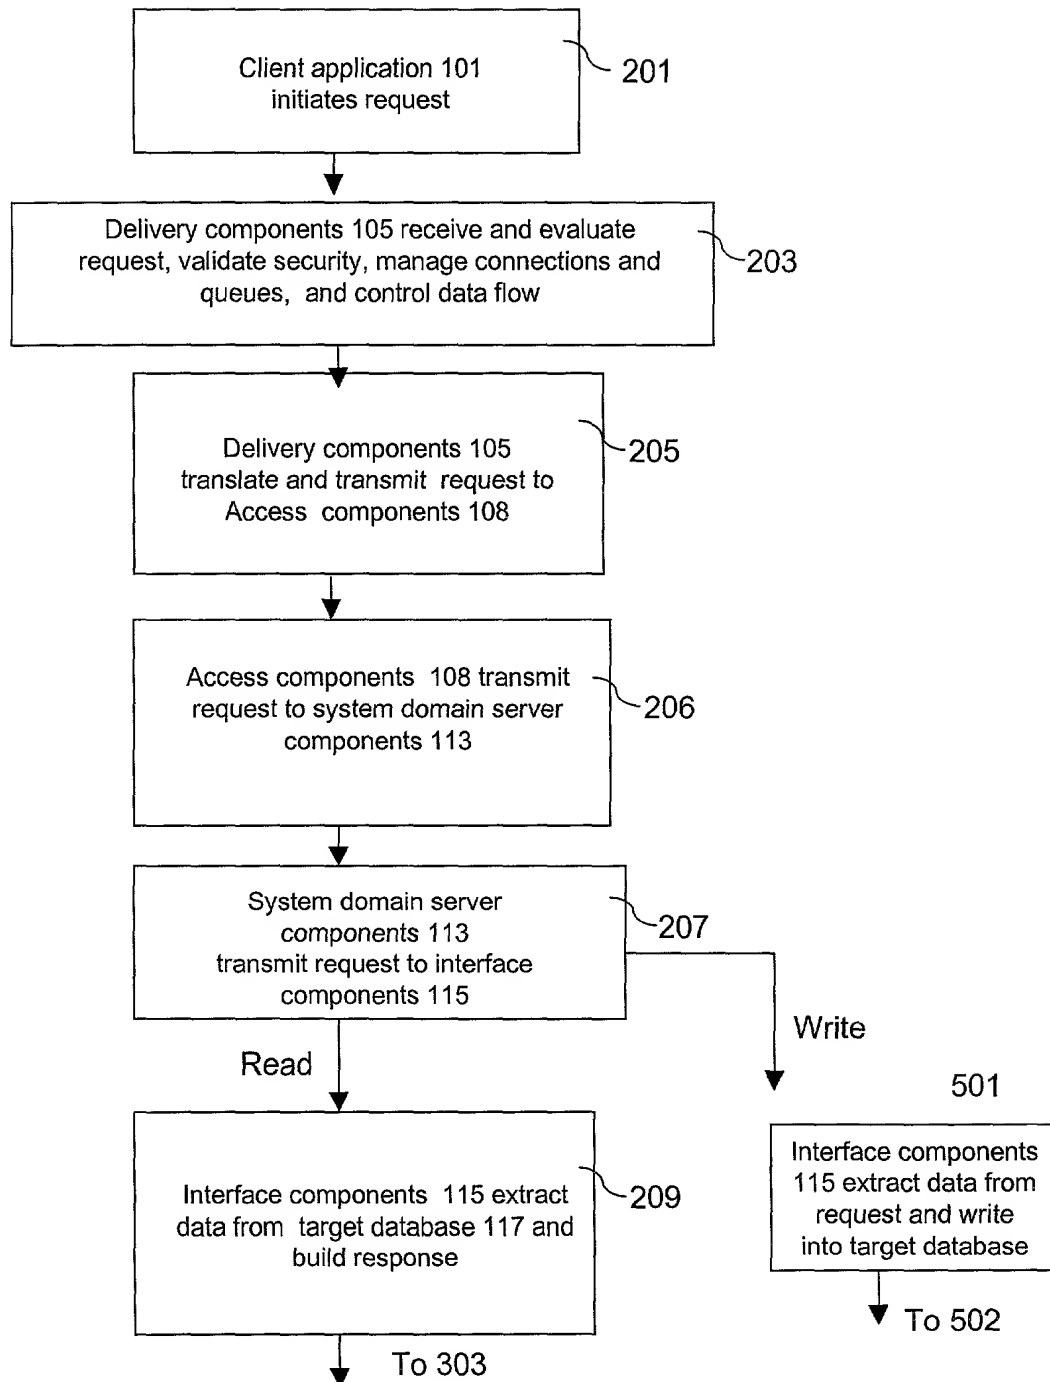 Client application 101
initiates request
201
Delivery components 105 receive and evaluate
request, validate security, manage connections and
queues, and control data flow
203
Delivery components 105
translate and transmit request to
Access components 108
205
Access components 108 transmit
request to system domain server
components 113
206
System domain server
components 113
transmit request to interface
components 115
207
Read
Write
Interface components 115 extract
data from target database 117 and
build response
209
501
Interface components
115 extract data from
request and write
into target database
To 303
To 502